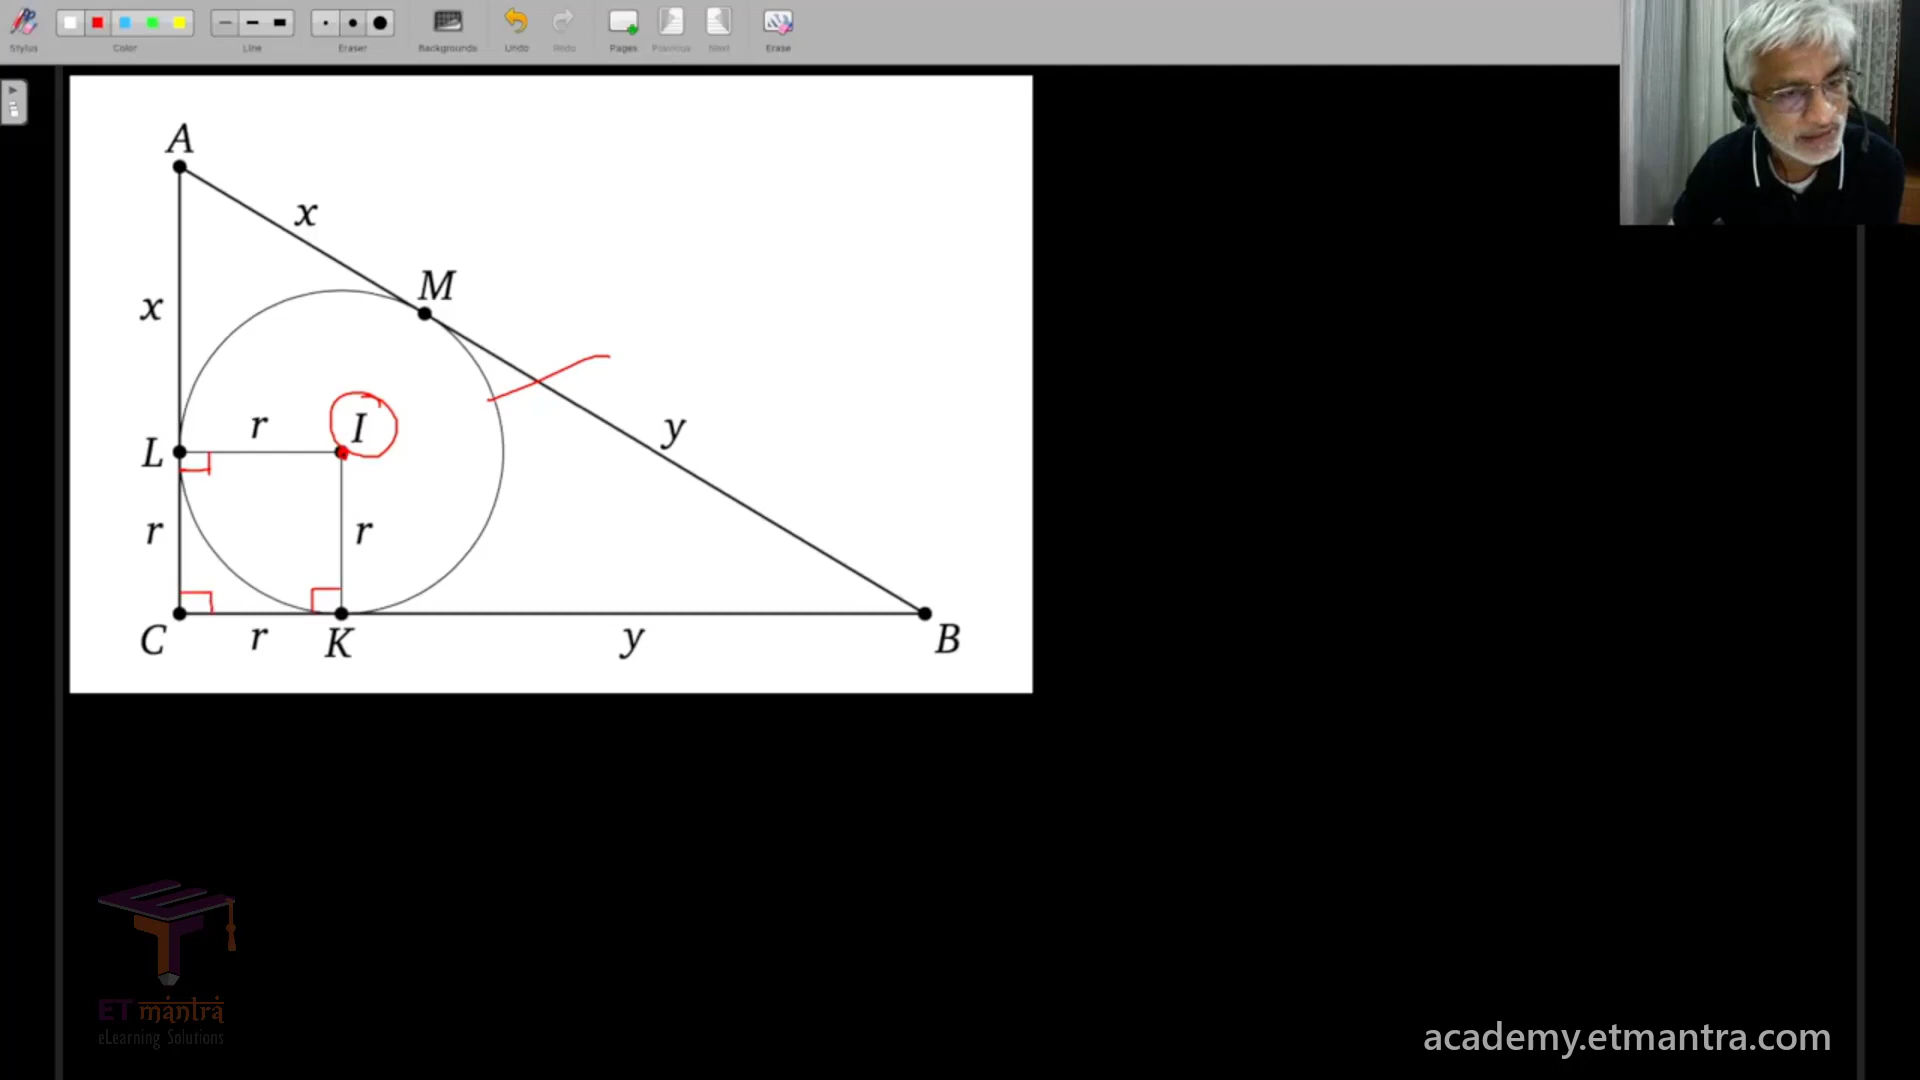 Stylus
Color
Line
Eraser
Backgrounds
Undo
Redo
Pages
Previous
Next
Erase
A
x
M
x
y
r
I
L
r
r
C
r
K
y
B
ET mantra
eLearning Solutions
academy.etmantra.com